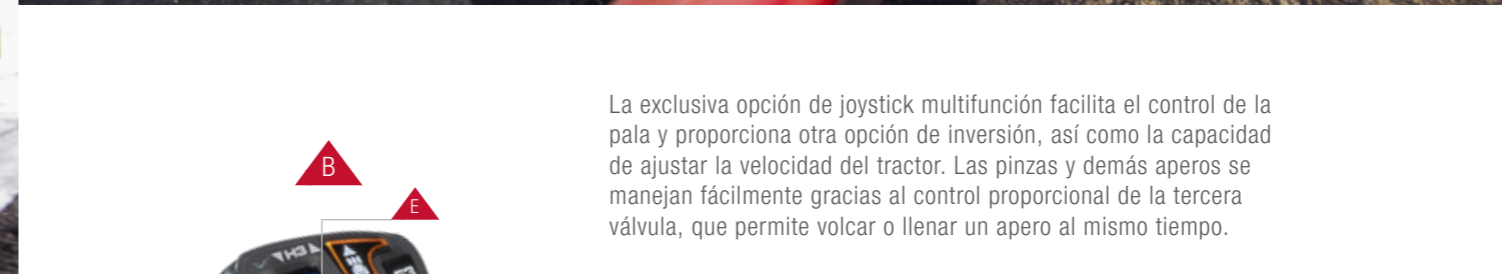 La exclusiva opción de joystick multifunción facilita el control de la
pala y proporciona otra opción de inversión, así como la capacidad
de ajustar la velocidad del tractor. Las pinzas y demás aperos se
manejan fácilmente gracias al control proporcional de la tercera
válvula, que permite volcar o llenar un apero al mismo tiempo.
B
E
H3